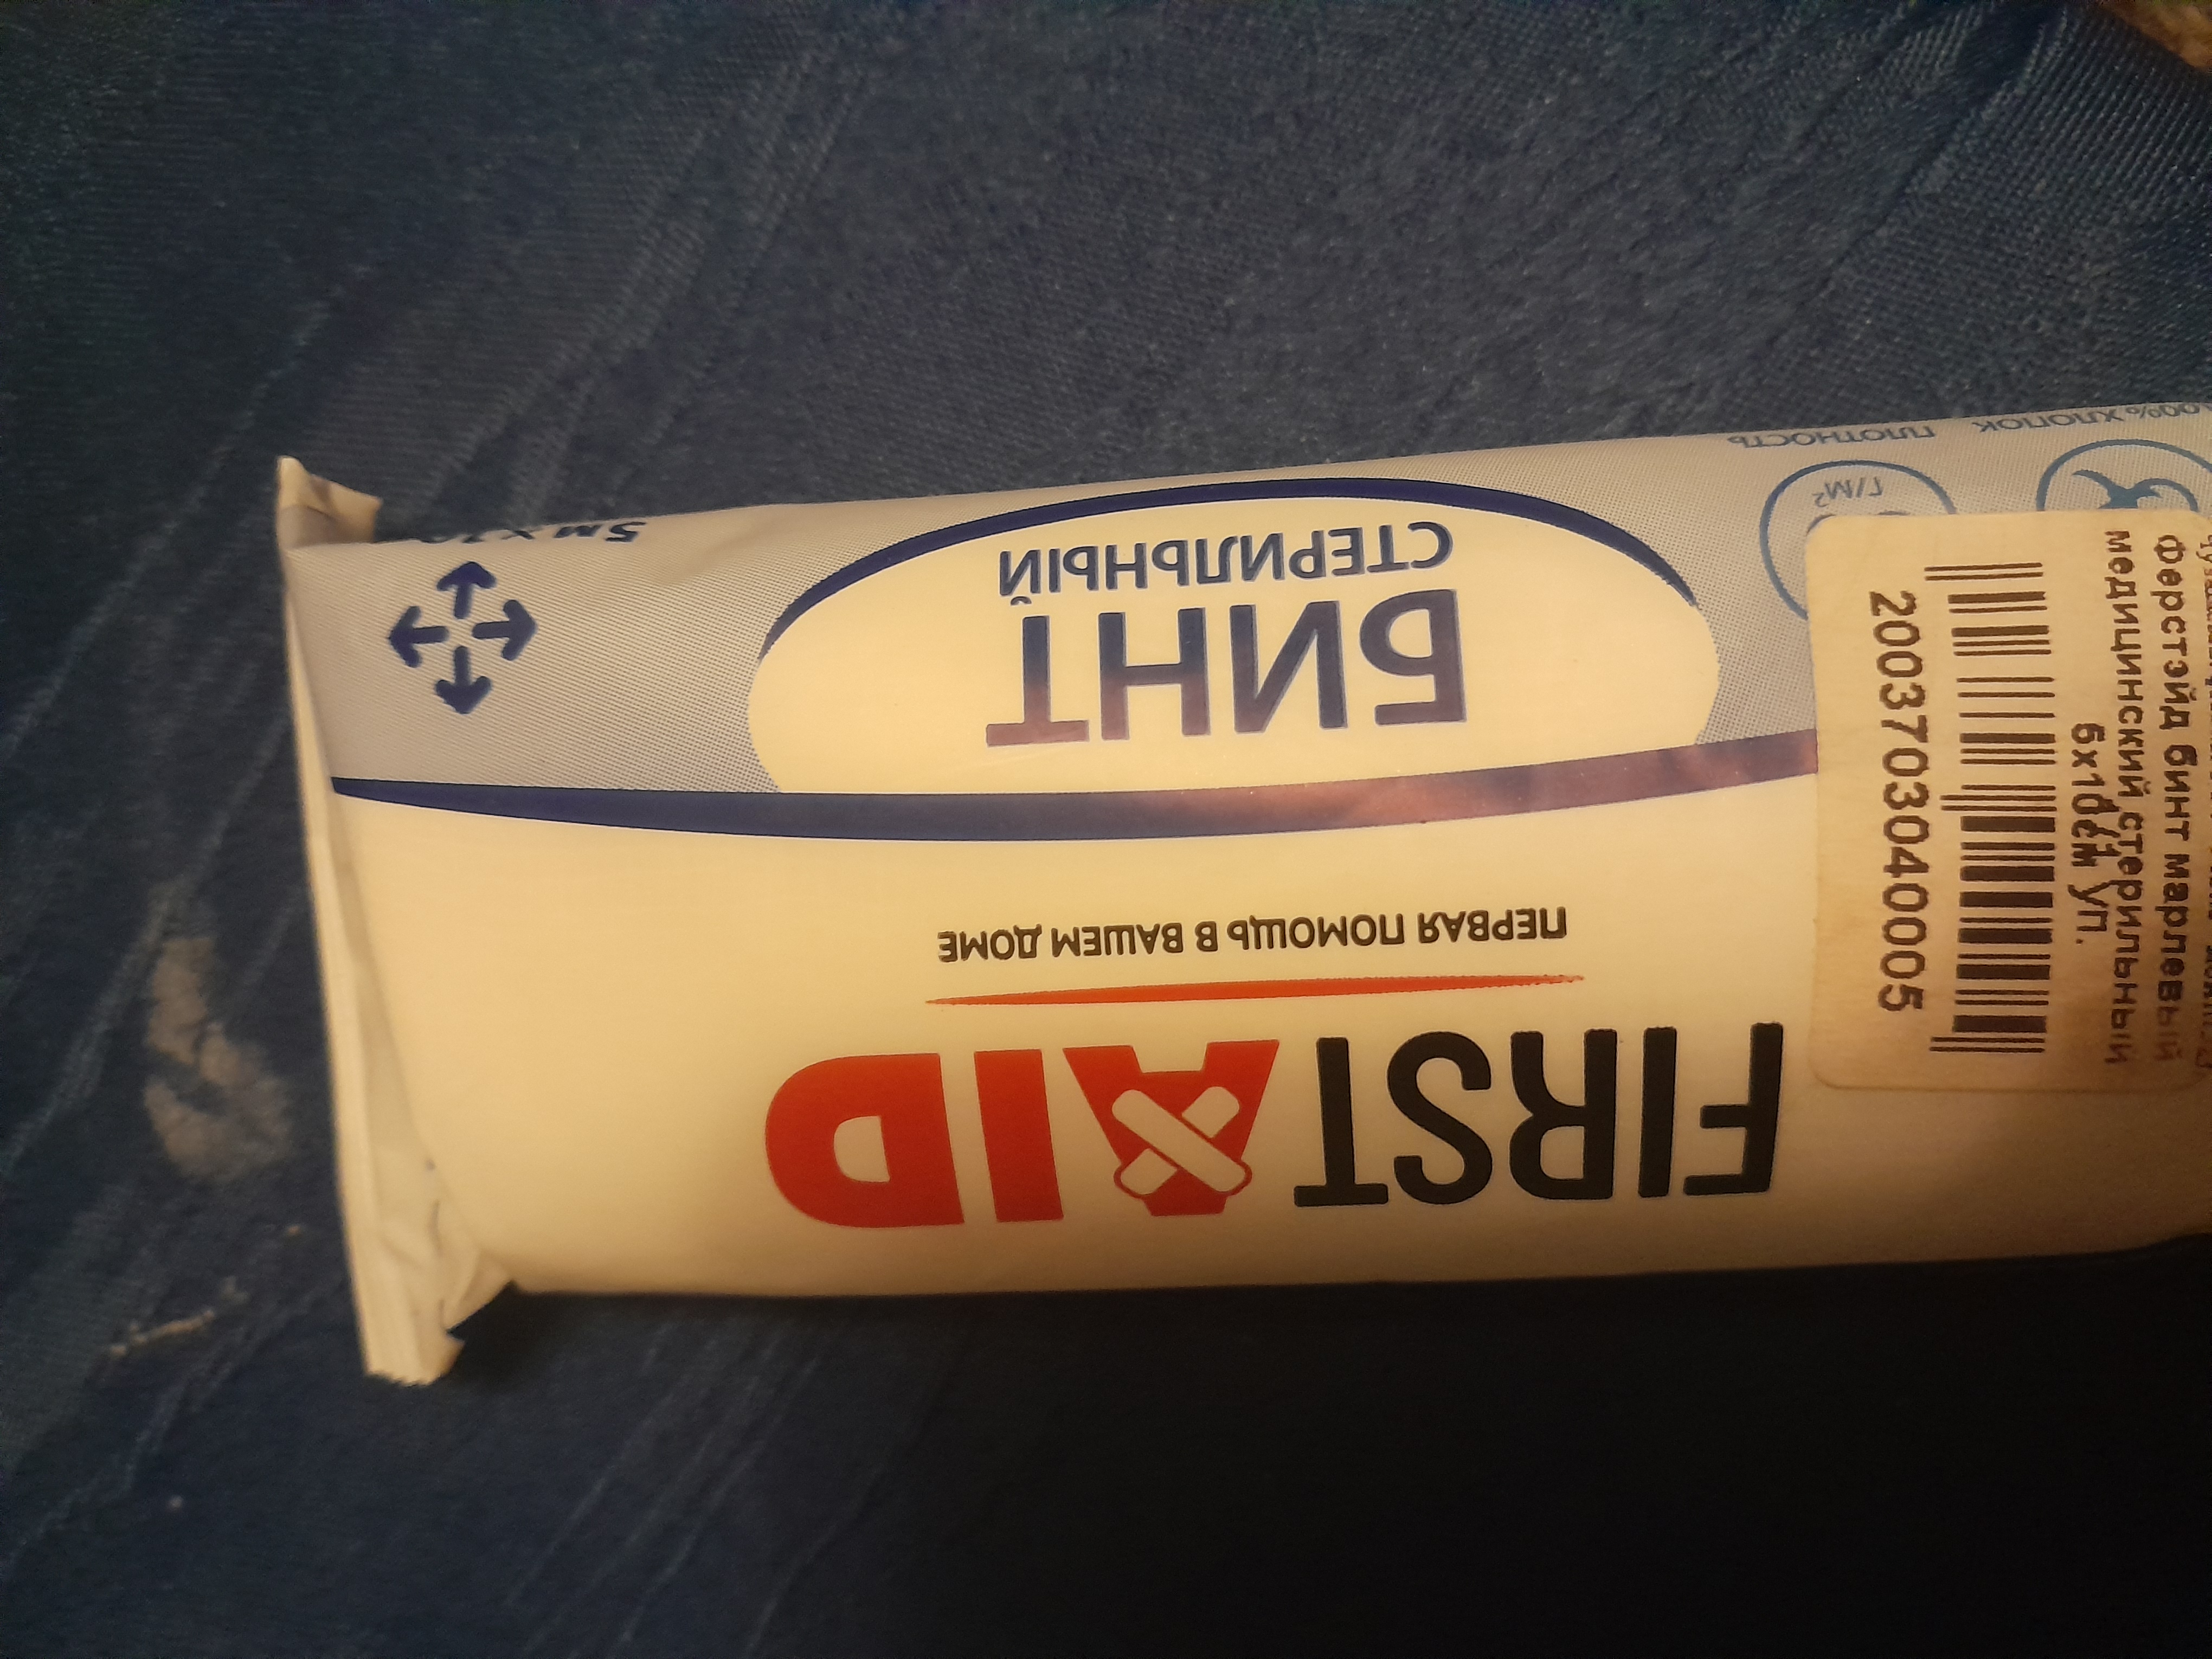 FIRST AID
ПЕРВАЯ ПОМОЩЬ В ВАШЕМ ДОМЕ
БИНТ
СТЕРИЛЬНЫЙ
5М X
Г/М²
ПЛОТНОСТЬ
100% ХЛОПОК
Ферстэйд бинт марлевый
медицинский стерильный
5х10см уп.
2003703040005